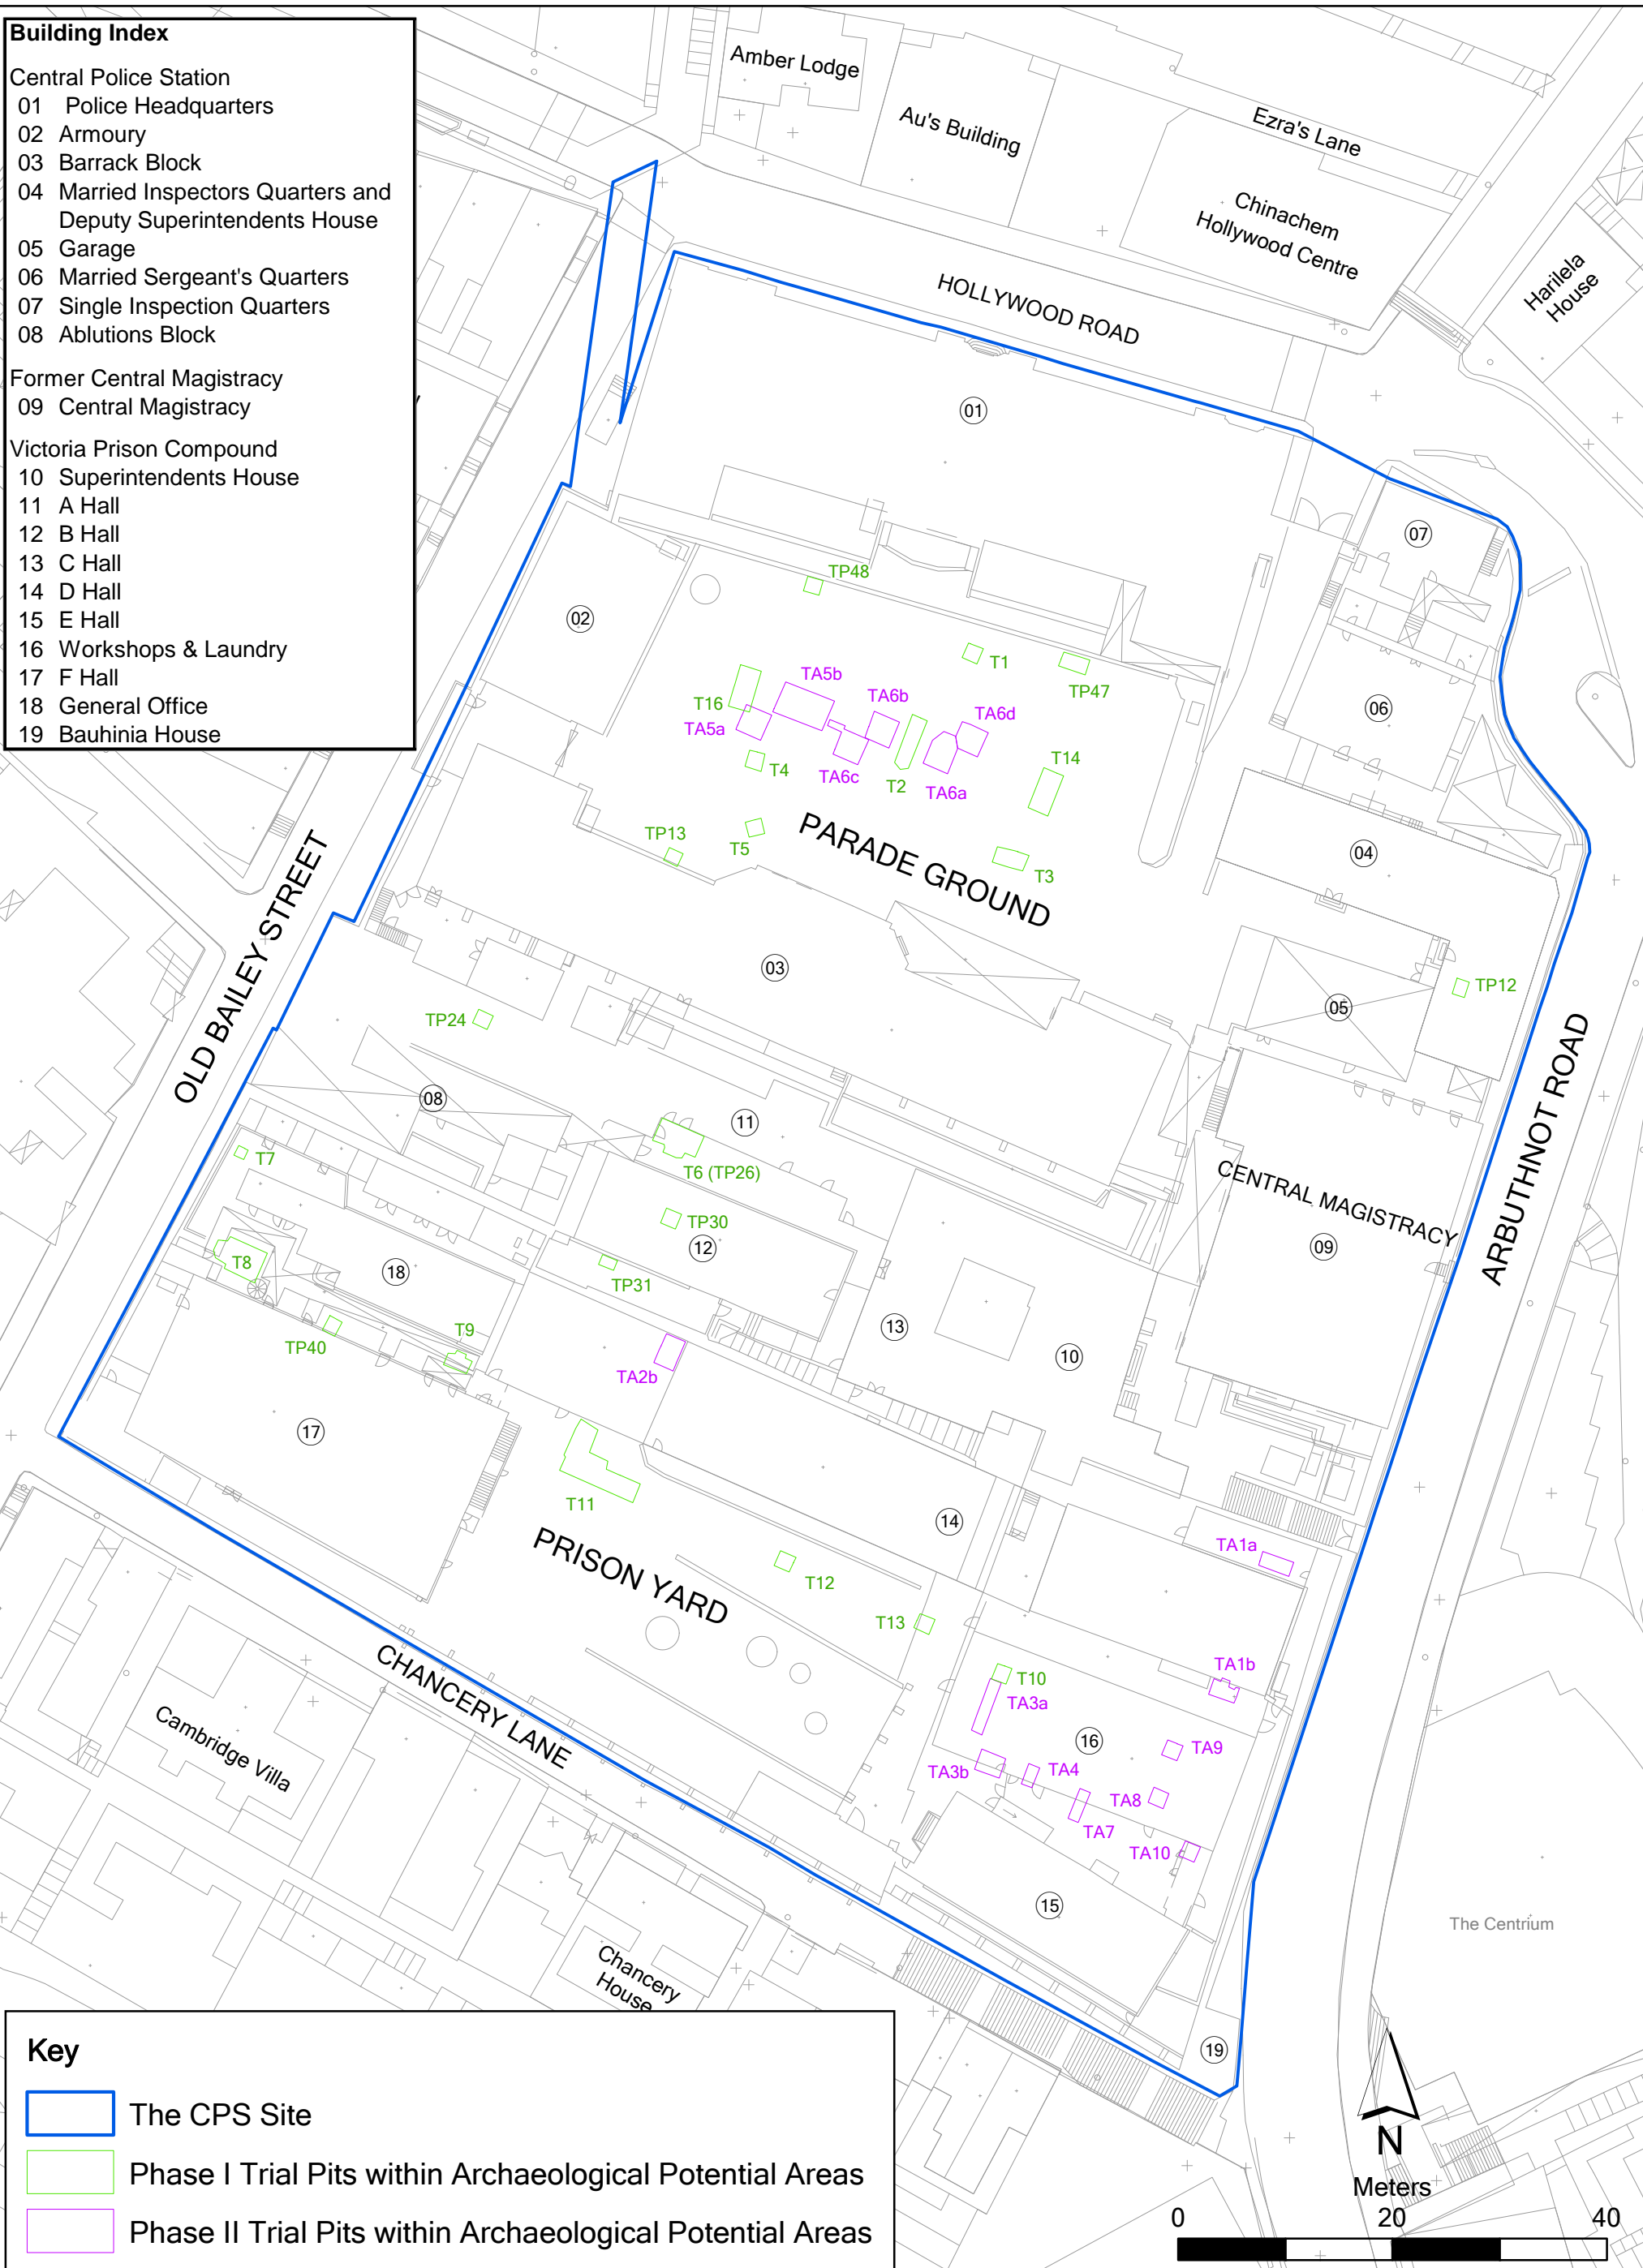 Building Index
Central Police Station
01 Police Headquarters
02 Armoury
03 Barrack Block
04 Married Inspectors Quarters and
Deputy Superintendents House
05 Garage
06 Married Sergeant's Quarters
07 Single Inspection Quarters
08 Ablutions Block
Former Central Magistracy
09 Central Magistracy
Victoria Prison Compound
10 Superintendents House
11 A Hall
12 B Hall
13 C Hall
14 D Hall
15 E Hall
16 Workshops & Laundry
17 F Hall
18 General Office
19 Bauhinia House
Amber Lodge
Au's Building
Ezra's Lane
Chinachem
Hollywood Centre
Harilela
House
HOLLYWOOD ROAD
01
07
02
TP48
T1
TP47
TA5b
TA6b
TA6d
T16
TA5a
06
T4
TA6c
T2
TA6a
T14
TP13
T5
PARADE GROUND
T3
04
OLD BAILEY STREET
03
TP12
05
TP24
08
11
ARBUTHNOT ROAD
T7
T6 (TP26)
CENTRAL MAGISTRACY
TP30
12
09
T8
18
TP31
TP40
T9
13
10
TA2b
17
T11
14
PRISON YARD
TA1a
T12
T13
CHANCERY LANE
T10
TA1b
TA3a
Cambridge Villa
16
TA9
TA3b
TA4
TA8
TA7
TA10
15
The Centrium
Chancery
House
19
Key
The CPS Site
Phase I Trial Pits within Archaeological Potential Areas
Phase II Trial Pits within Archaeological Potential Areas
N
Meters
0 20 40